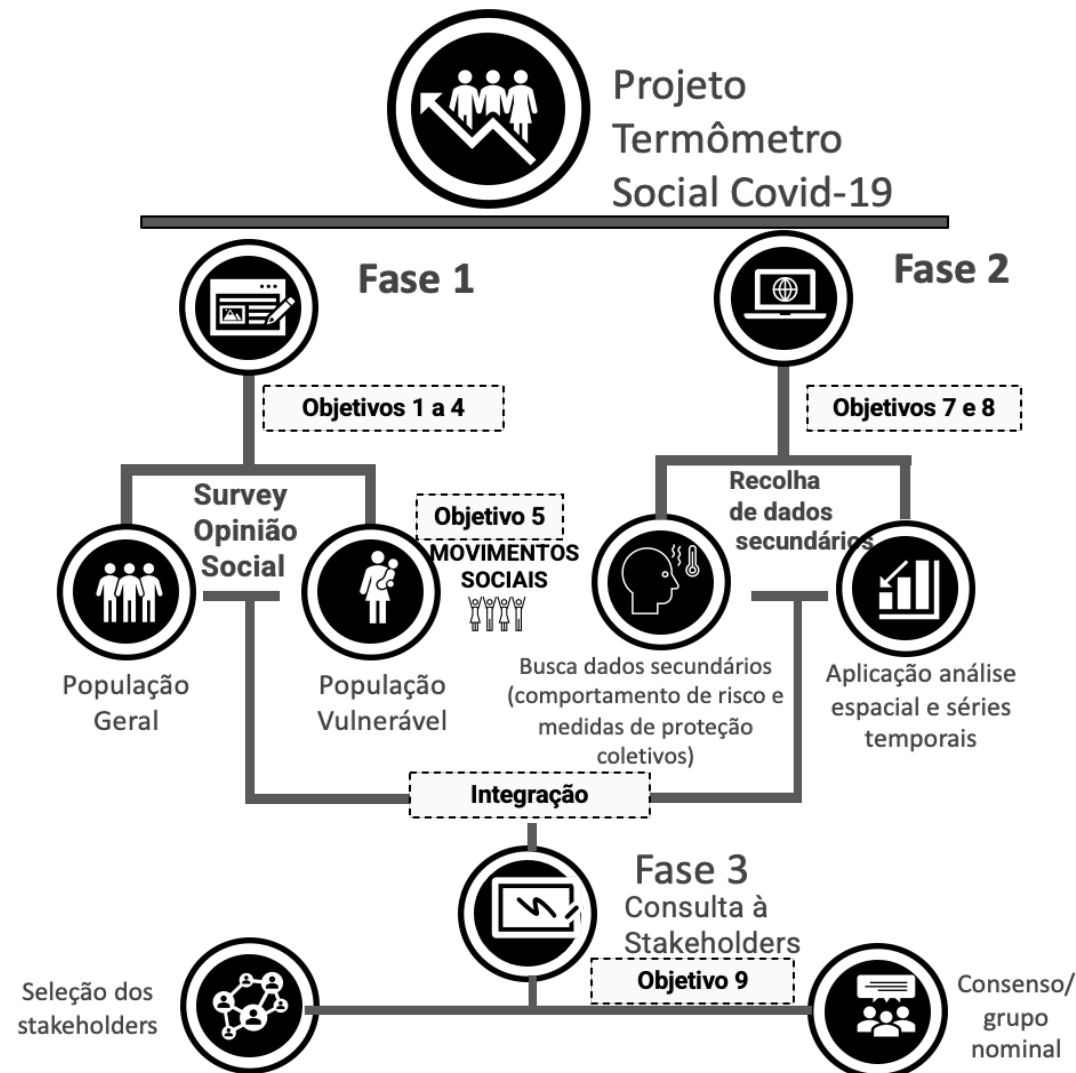 Projeto
Termômetro
Social Covid-19
Fase 1
Fase 2
Objetivos 1 a 4
Objetivos 7 e 8
Survey
Opinião
Social
Objetivo 5
MOVIMENTOS
SOCIAIS
Recolha
de dados
secundários
População
Geral
População
Vulnerável
Busca dados secundários
(comportamento de risco e
medidas de proteção
coletivos)
Aplicação análise
espacial e séries
temporais
Integração
Fase 3
Consulta à
Stakeholders
Objetivo 9
Seleção dos
stakeholders
Consenso/
grupo
nominal